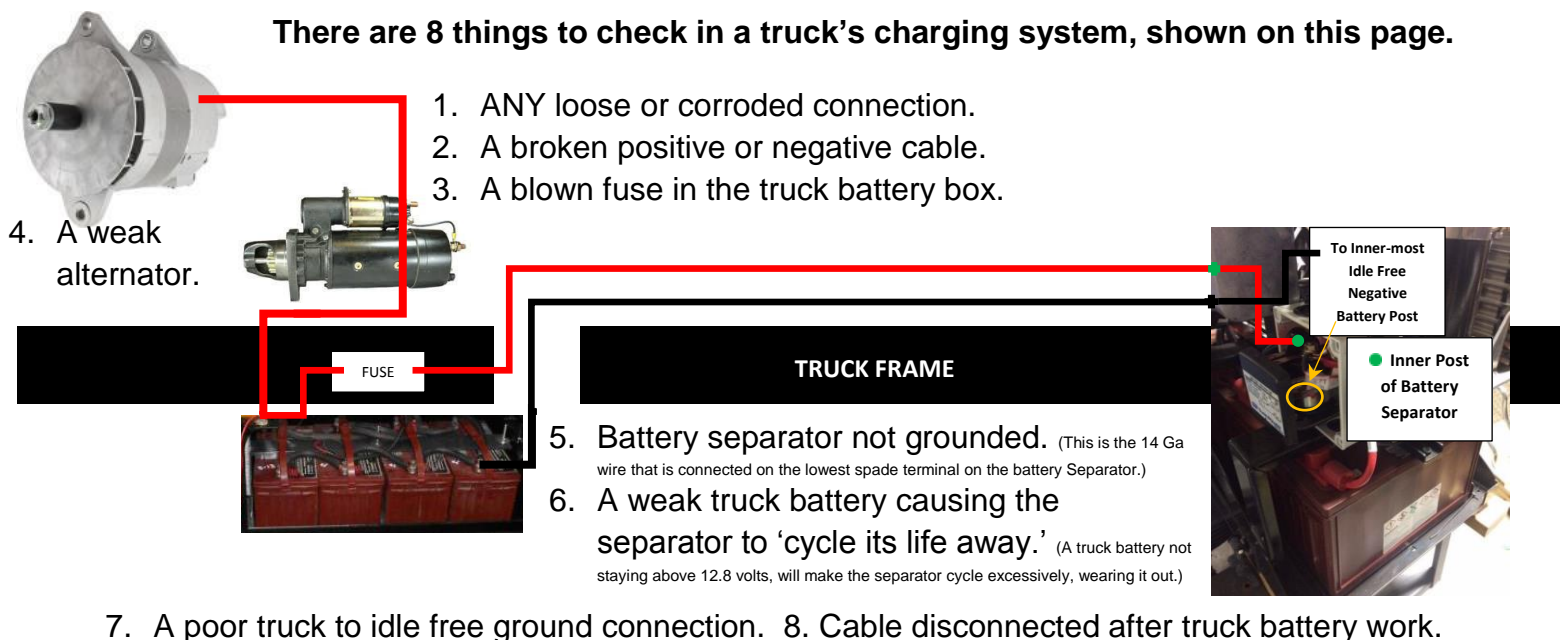 There are 8 things to check in a truck’s charging system, shown on this page.
1. ANY loose or corroded connection.
2. A broken positive or negative cable.
3. A blown fuse in the truck battery box.
4. A weak
alternator.
To Inner-most
Idle Free
Negative
Battery Post
FUSE
TRUCK FRAME
Inner Post
of Battery
Separator
5. Battery separator not grounded. (This is the 14 Ga
wire that is connected on the lowest spade terminal on the battery Separator.)
6. A weak truck battery causing the
separator to ‘cycle its life away.’ (A truck battery not
staying above 12.8 volts, will make the separator cycle excessively, wearing it out.)
7. A poor truck to idle free ground connection. 8. Cable disconnected after truck battery work.